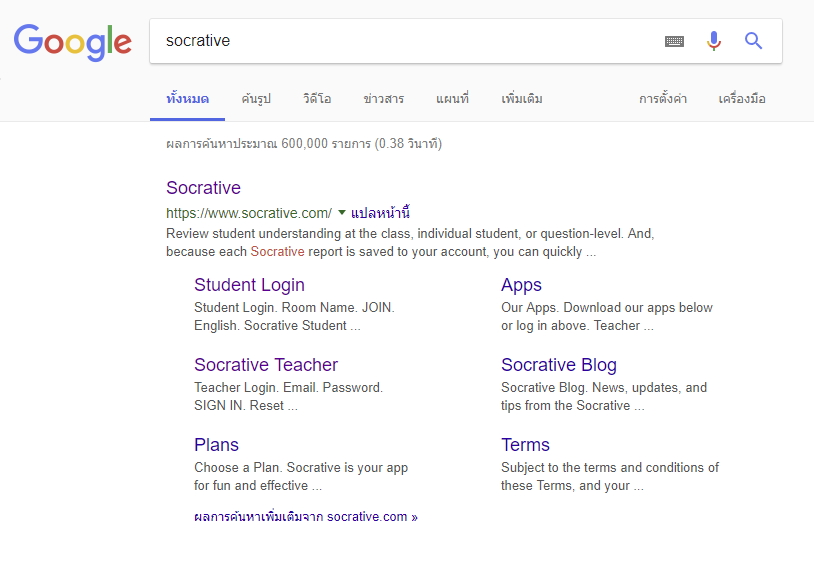 Google
socrative
ทั้งหมด ค้นรูป วิดีโอ ข่าวสาร แผนที่ เพิ่มเติม การตั้งค่า เครื่องมือ
ผลการค้นหาประมาณ 600,000 รายการ (0.38 วินาที)
Socrative
https://www.socrative.com/ แปลหน้านี้
Review student understanding at the class, individual student, or question-level. And,
because each Socrative report is saved to your account, you can quickly ...
Student Login
Student Login. Room Name. JOIN.
English. Socrative Student ...
Apps
Our Apps. Download our apps below
or log in above. Teacher ...
Socrative Teacher
Teacher Login. Email. Password.
SIGN IN. Reset ...
Socrative Blog
Socrative Blog. News, updates, and
tips from the Socrative ...
Plans
Choose a Plan. Socrative is your app
for fun and effective ...
Terms
Subject to the terms and conditions of
these Terms, and your ...
ผลการค้นหาเพิ่มเติมจาก socrative.com »